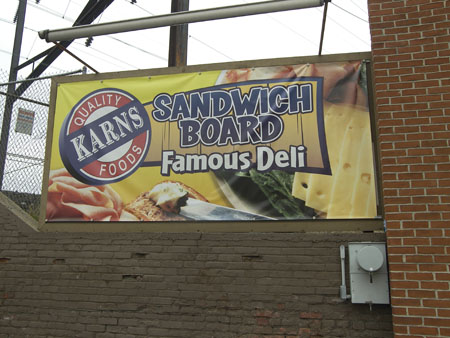 QUALITY
KARNS
FOODS
SANDWICH
BOARD
Famous Deli